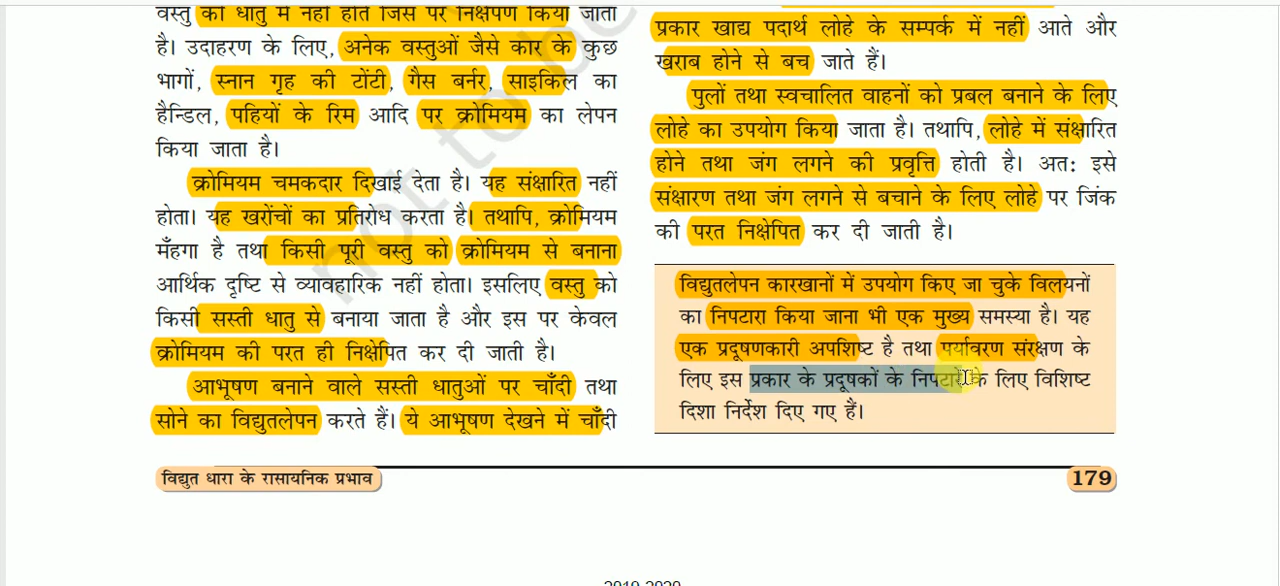 वस्तु की धातु में नहीं होते जिस पर निक्षेपण किया जाता
है। उदाहरण के लिए, अनेक वस्तुओं जैसे कार के कुछ
भागों, स्नान गृह की टोंटी, गैस बर्नर, साइकिल का
हैन्डिल, पहियों के रिम आदि पर क्रोमियम का लेपन
किया जाता है।
क्रोमियम चमकदार दिखाई देता है। यह संक्षारित नहीं
होता। यह खरोंचों का प्रतिरोध करता है। तथापि, क्रोमियम
मँहगा है तथा किसी पूरी वस्तु को क्रोमियम से बनाना
आर्थिक दृष्टि से व्यावहारिक नहीं होता। इसलिए वस्तु को
किसी सस्ती धातु से बनाया जाता है और इस पर केवल
क्रोमियम की परत ही निक्षेपित कर दी जाती है।
आभूषण बनाने वाले सस्ती धातुओं पर चाँदी तथा
सोने का विद्युतलेपन करते हैं। ये आभूषण देखने में चाँदी
प्रकार खाद्य पदार्थ लोहे के सम्पर्क में नहीं आते और
खराब होने से बच जाते हैं।
पुलों तथा स्वचालित वाहनों को प्रबल बनाने के लिए
लोहे का उपयोग किया जाता है। तथापि, लोहे में संक्षारित
होने तथा जंग लगने की प्रवृत्ति होती है। अतः इसे
संक्षारण तथा जंग लगने से बचाने के लिए लोहे पर जिंक
की परत निक्षेपित कर दी जाती है।
विद्युतलेपन कारखानों में उपयोग किए जा चुके विलयनों
का निपटारा किया जाना भी एक मुख्य समस्या है। यह
एक प्रदूषणकारी अपशिष्ट है तथा पर्यावरण संरक्षण के
लिए इस प्रकार के प्रदूषकों के निपटारे के लिए विशिष्ट
दिशा निर्देश दिए गए हैं।
विद्युत धारा के रासायनिक प्रभाव
179
not to be